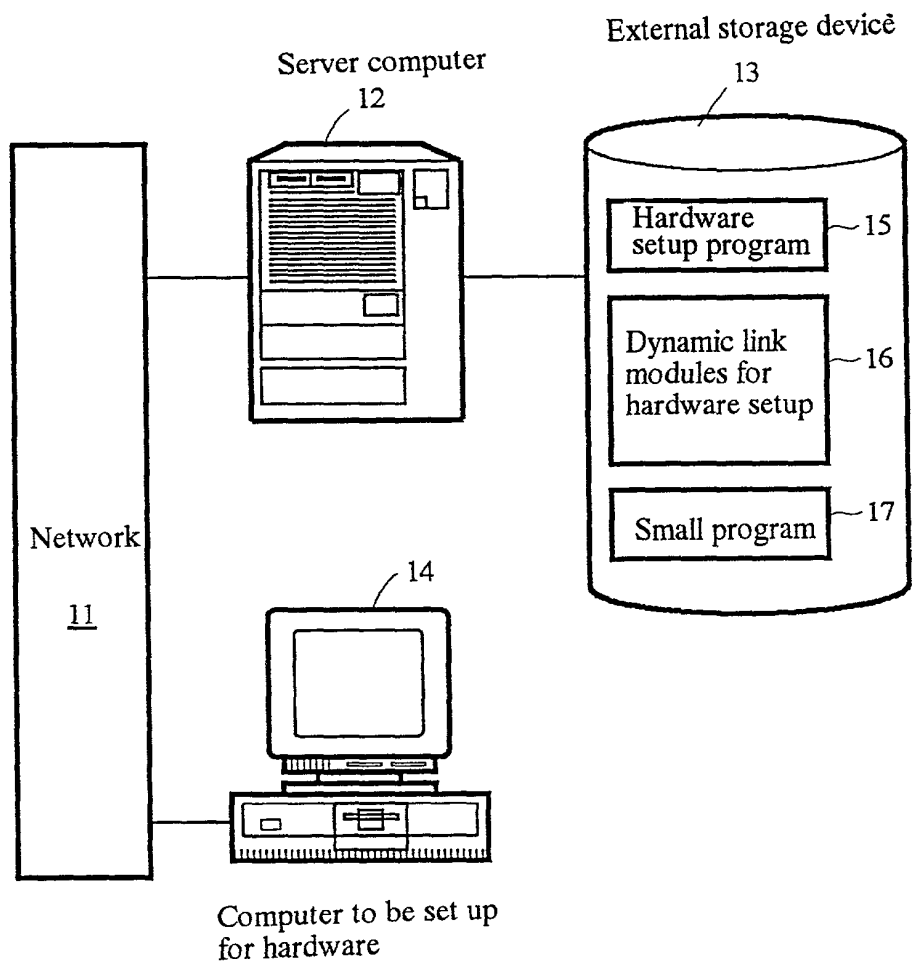 External storage device
13
Server computer
12
Hardware
setup program
15
Dynamic link
modules for
hardware setup
16
Small program
17
Network
11
14
Computer to be set up
for hardware